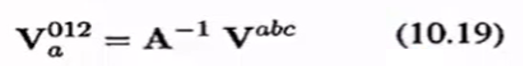 V_a^{012} = A^{-1} V^{abc} (10.19)